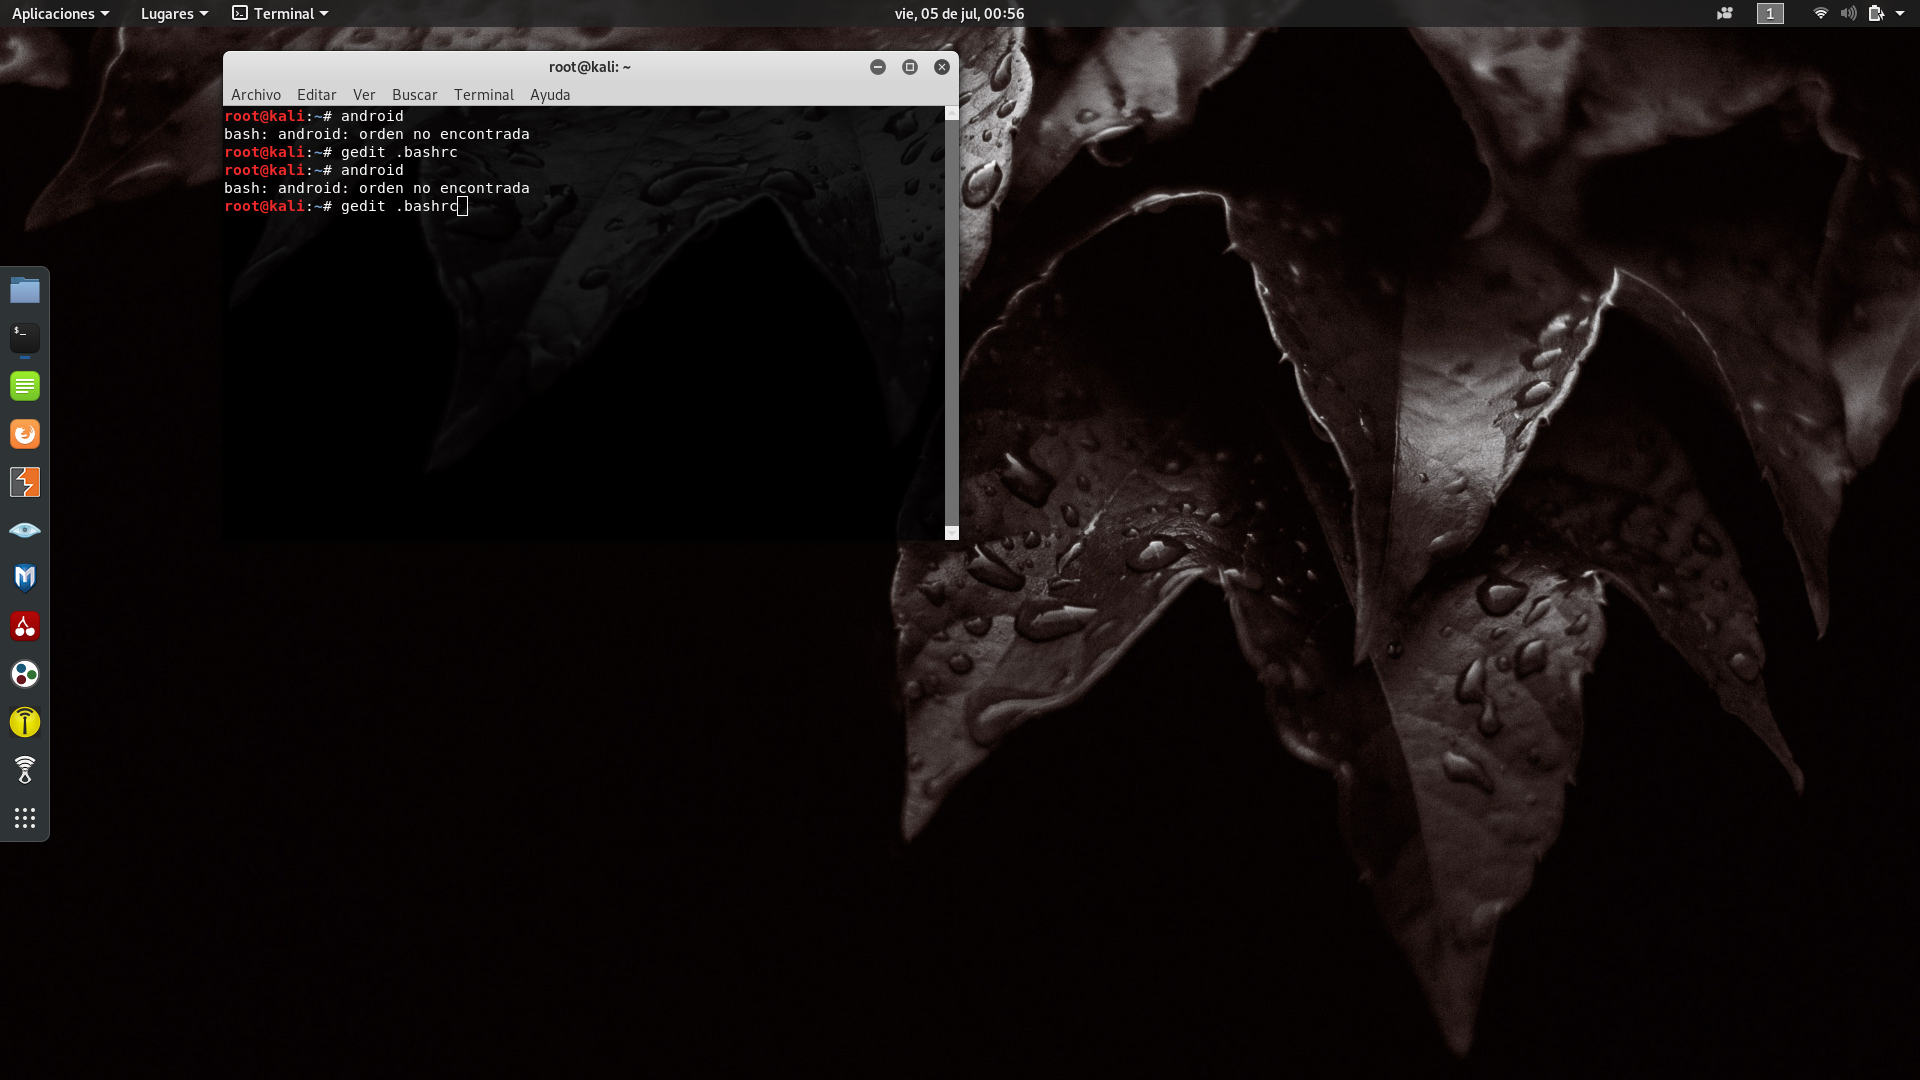 Aplicaciones Lugares Terminal vie, 05 de jul, 00:56 1
root@kali: ~
Archivo Editar Ver Buscar Terminal Ayuda
root@kali:~# android
bash: android: orden no encontrada
root@kali:~# gedit .bashrc
root@kali:~# android
bash: android: orden no encontrada
root@kali:~# gedit .bashrc
$_